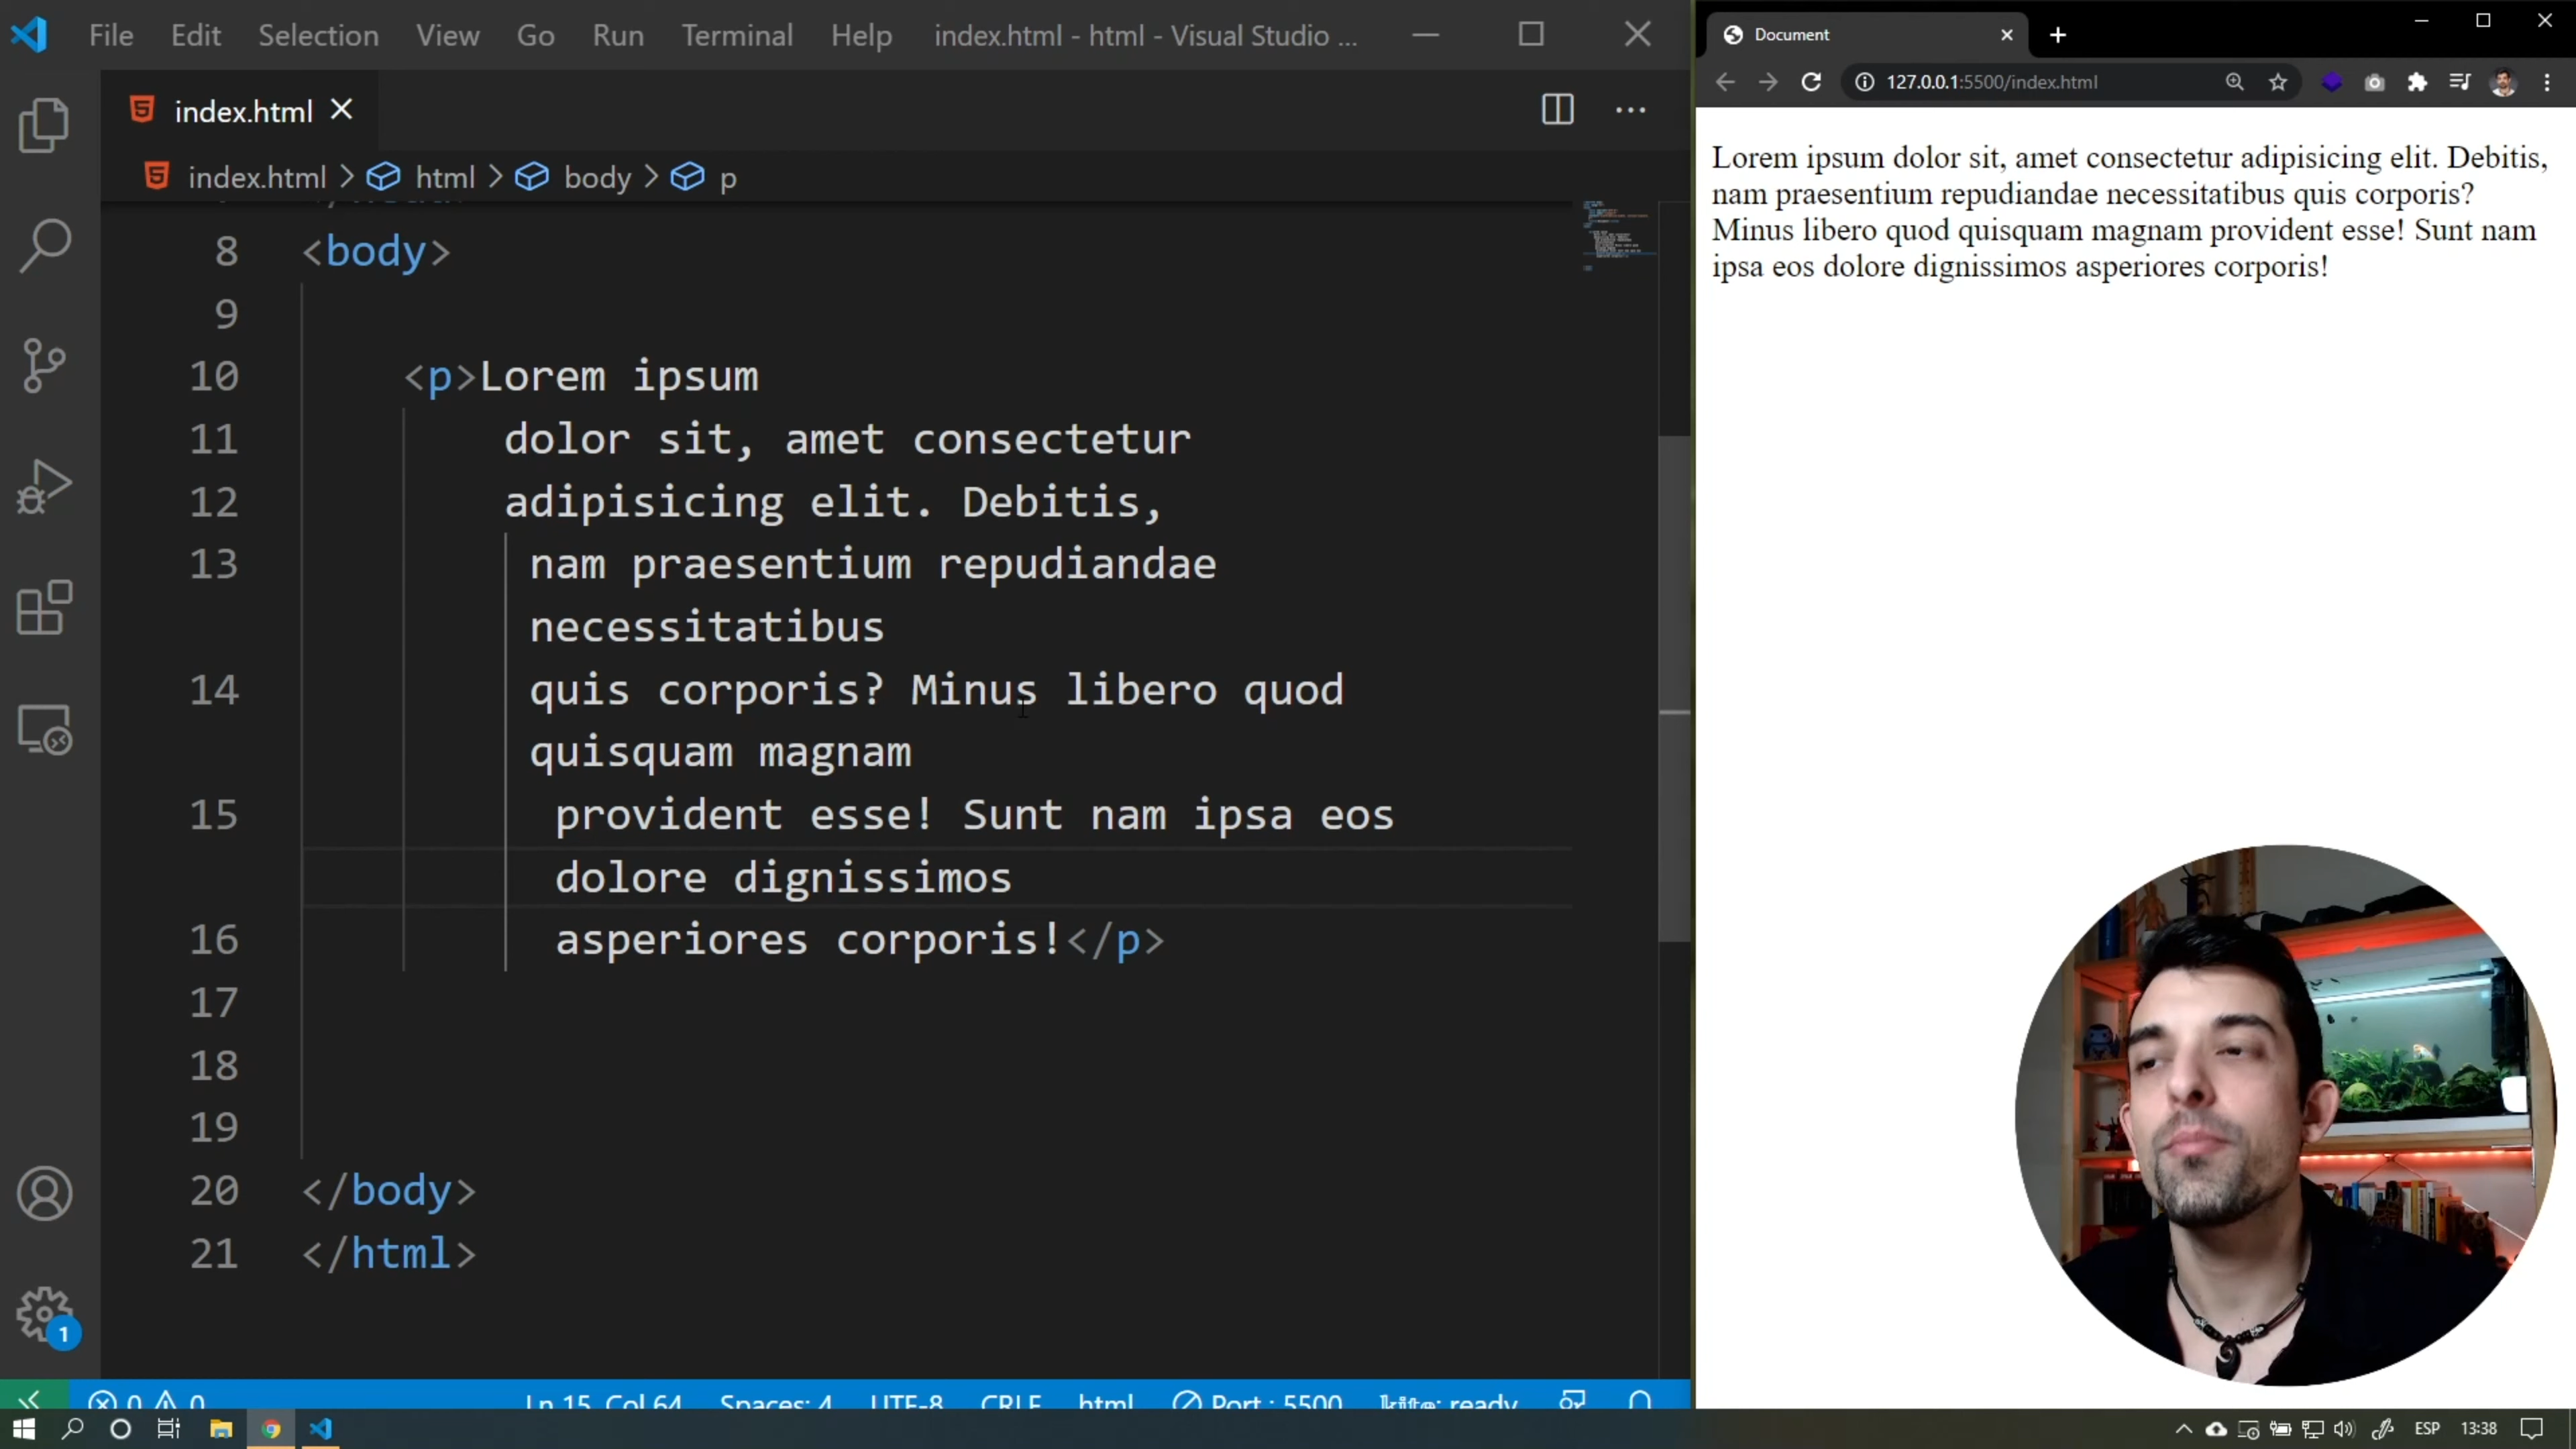 File Edit Selection View Go Run Terminal Help index.html - html - Visual Studio ...
index.html
index.html > html > body > p
8 <body>
9
10 <p>Lorem ipsum
11 dolor sit, amet consectetur
12 adipisicing elit. Debitis,
13 nam praesentium repudiandae
necessitatibus
14 quis corporis? Minus libero quod
quisquam magnam
15 provident esse! Sunt nam ipsa eos
dolore dignissimos
16 asperiores corporis!</p>
17
18
19
20 </body>
21 </html>
1
0 0 Ln 15, Col 64 Spaces: 4 UTF-8 CRLF html Port : 5500 kite: ready
Document
127.0.0.1:5500/index.html
Lorem ipsum dolor sit, amet consectetur adipisicing elit. Debitis,
nam praesentium repudiandae necessitatibus quis corporis?
Minus libero quod quisquam magnam provident esse! Sunt nam
ipsa eos dolore dignissimos asperiores corporis!
ESP 13:38